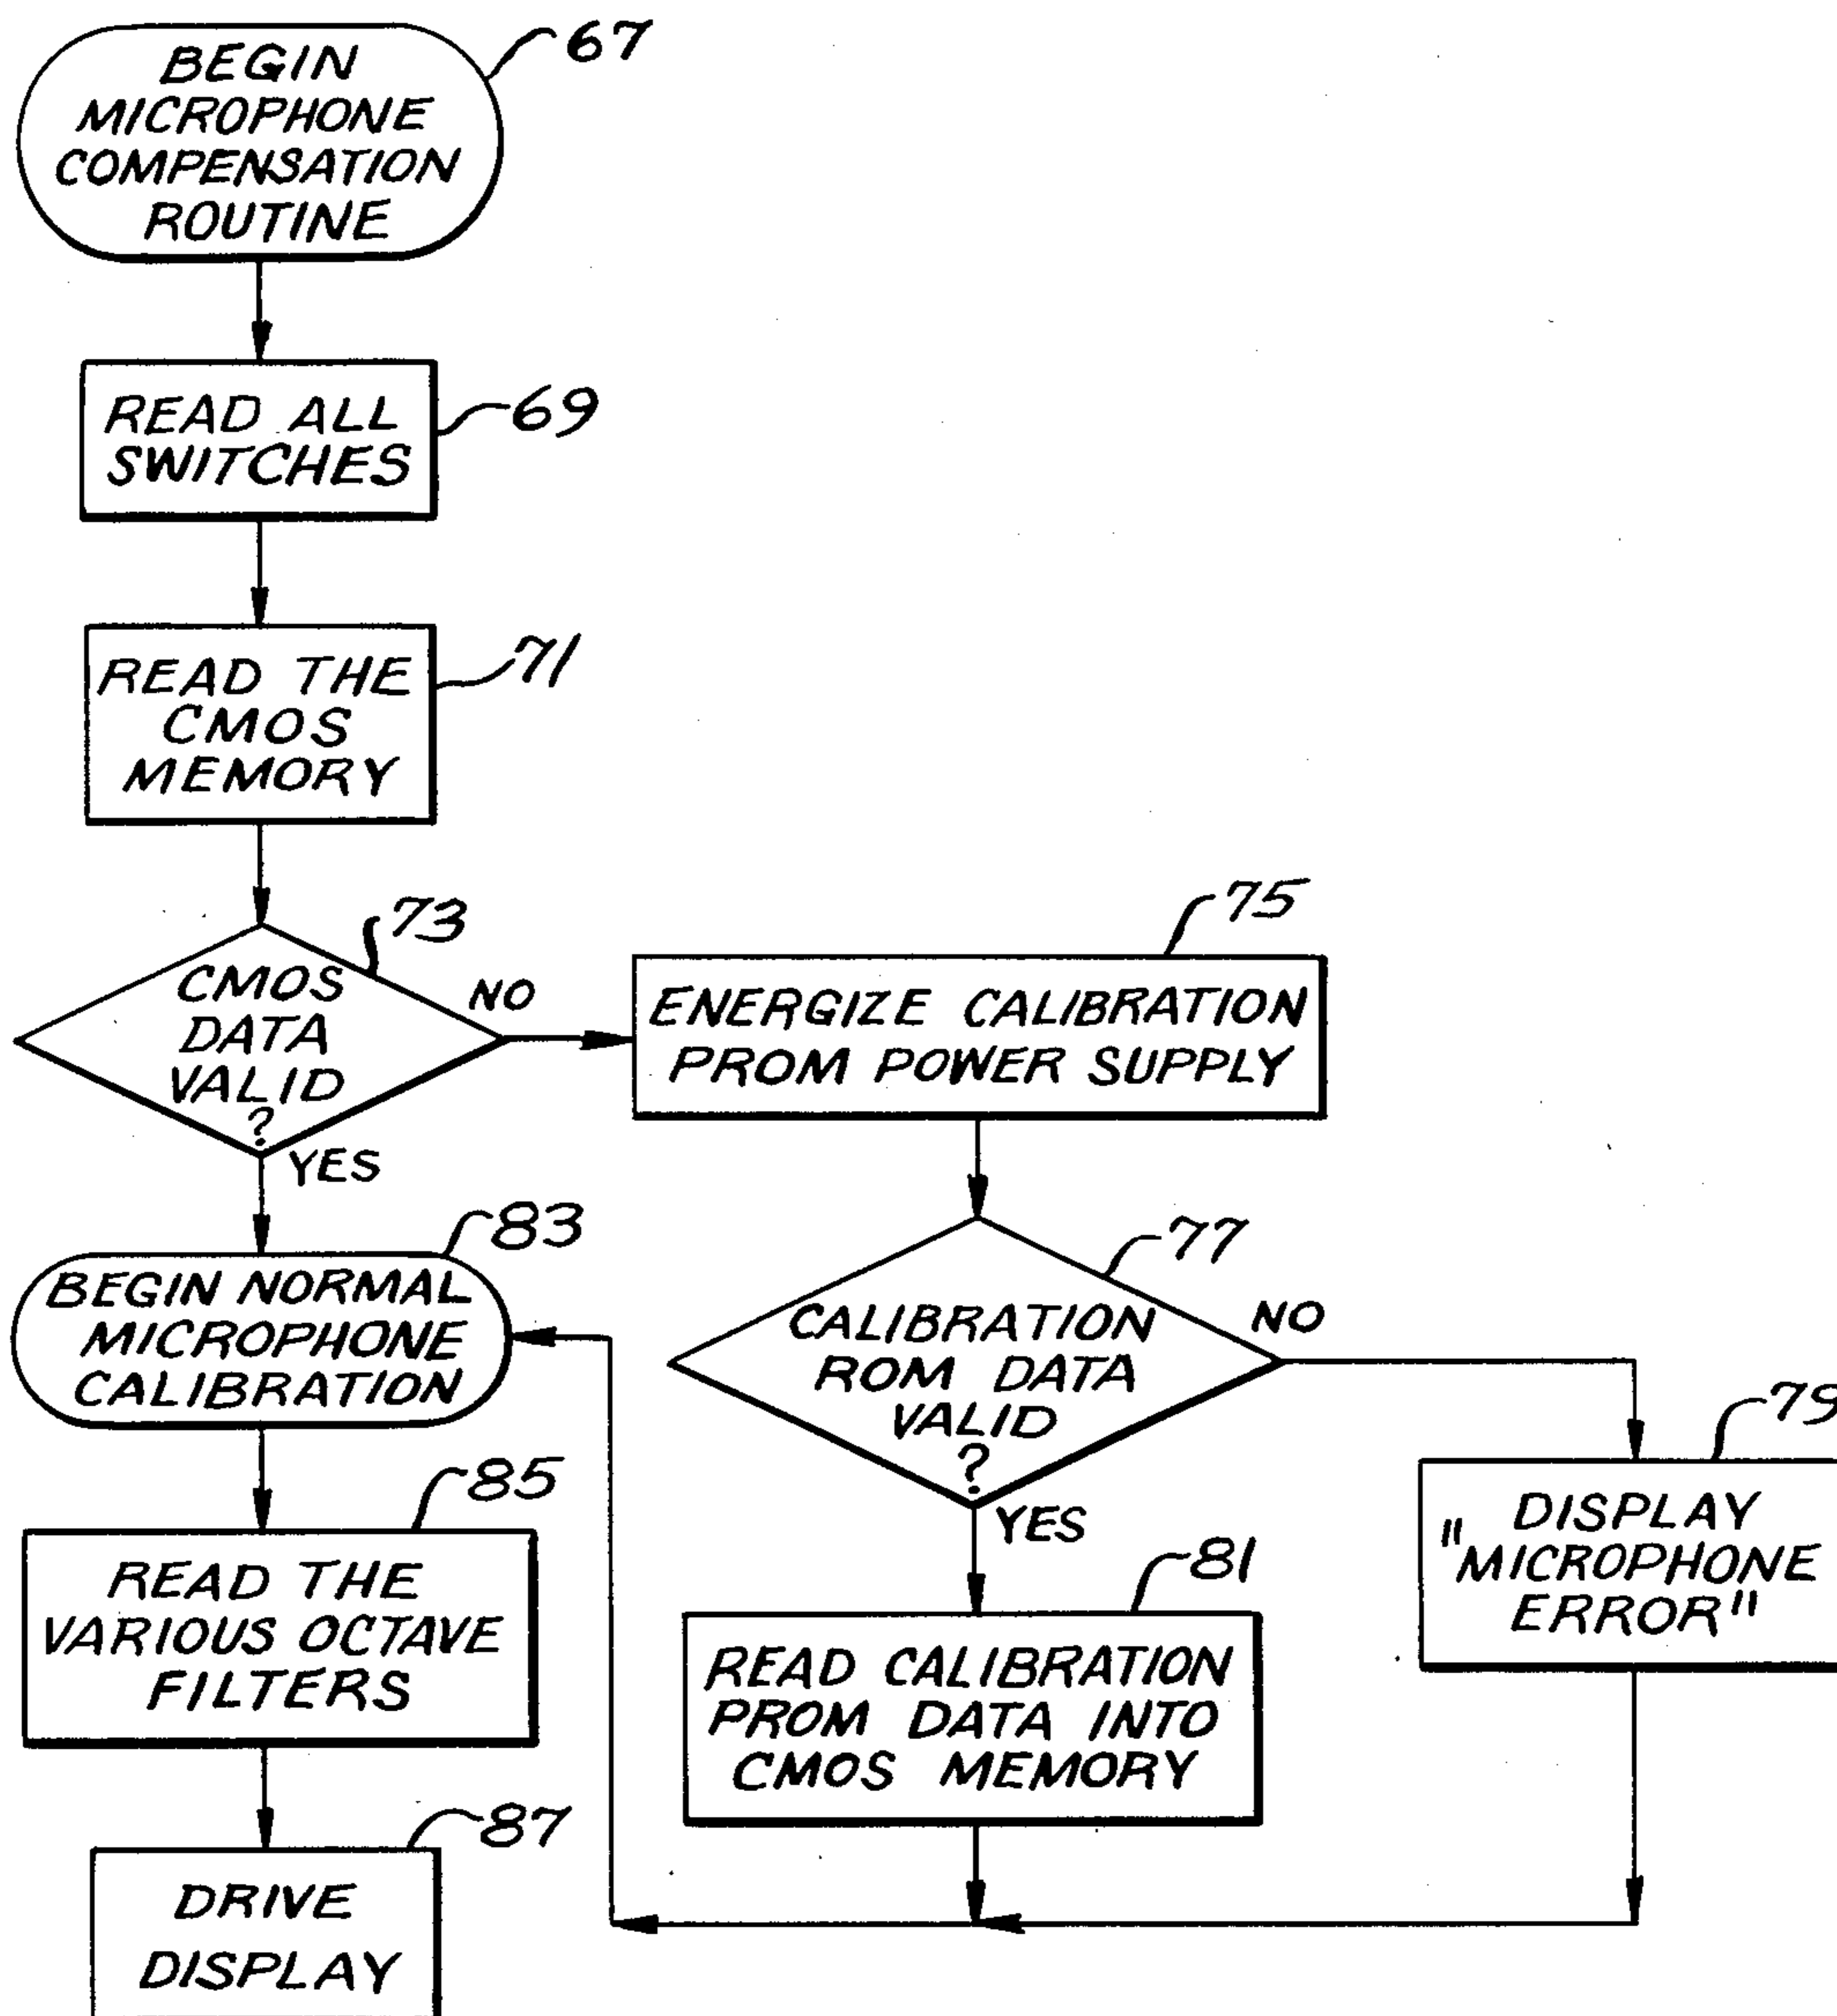 BEGIN
MICROPHONE
COMPENSATION
ROUTINE
67
READ ALL
SWITCHES
69
READ THE
CMOS
MEMORY
71
CMOS
DATA
VALID
?
73
NO
YES
ENERGIZE CALIBRATION
PROM POWER SUPPLY
75
CALIBRATION
ROM DATA
VALID
?
77
NO
YES
DISPLAY
"MICROPHONE
ERROR"
79
READ CALIBRATION
PROM DATA INTO
CMOS MEMORY
81
BEGIN NORMAL
MICROPHONE
CALIBRATION
83
READ THE
VARIOUS OCTAVE
FILTERS
85
DRIVE
DISPLAY
87